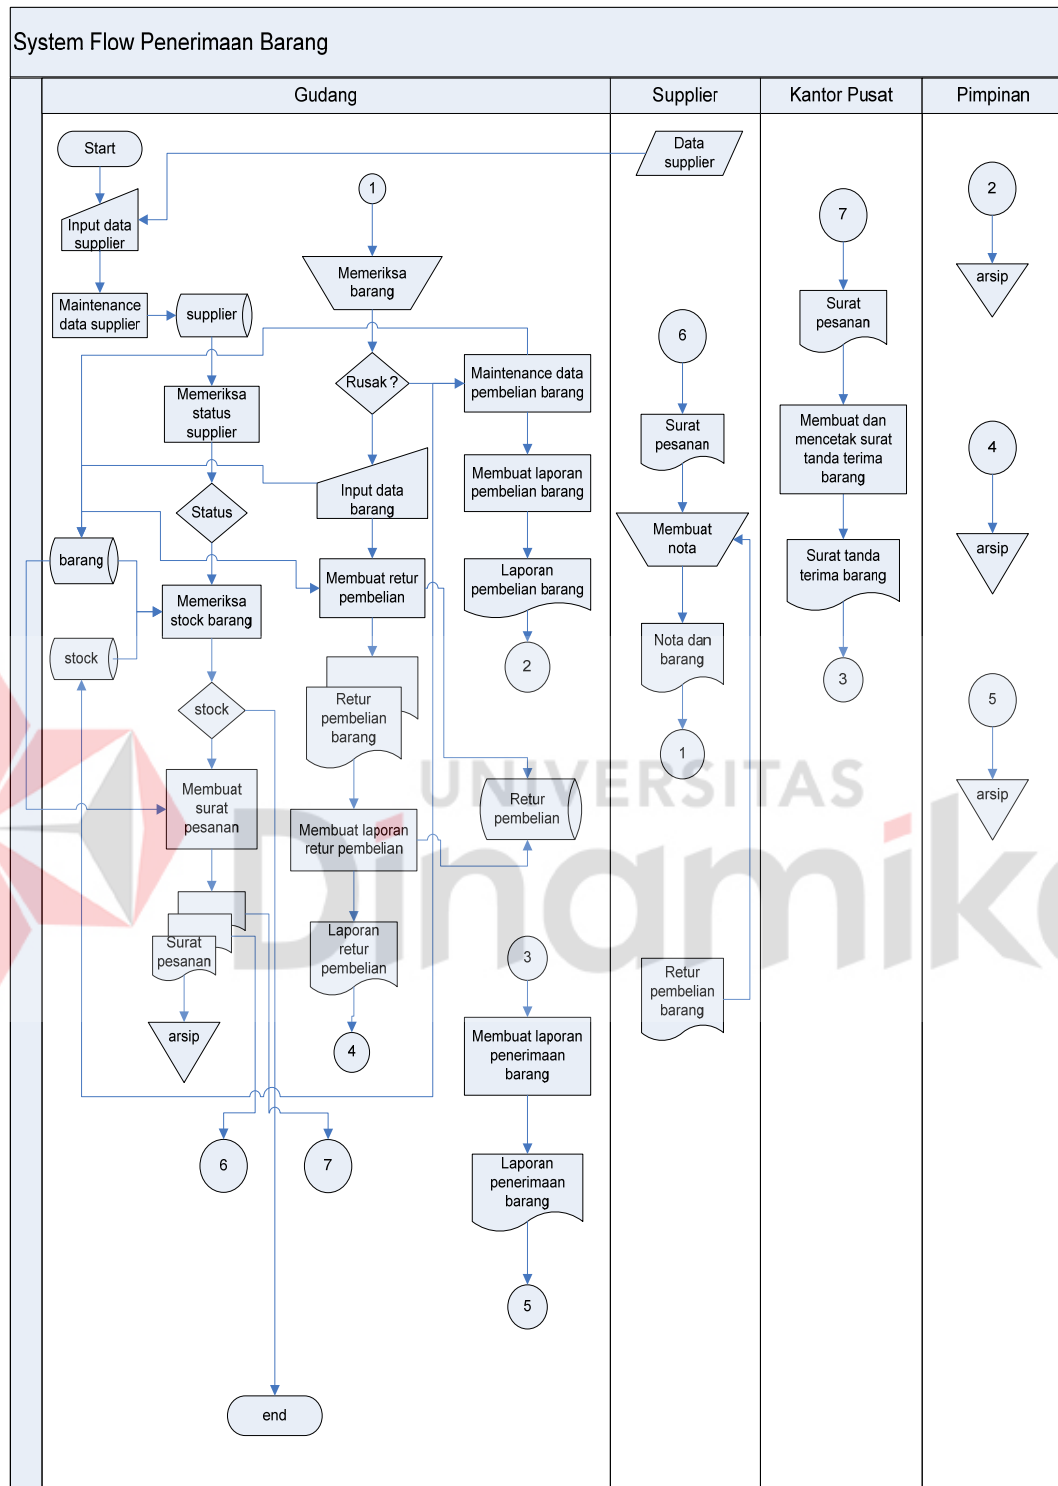 System Flow Penerimaan Barang
Gudang
Supplier
Kantor Pusat
Pimpinan
Start
Input data
supplier
Maintenance
data supplier
supplier
Memeriksa
status
supplier
Status
barang
stock
Memeriksa
stock barang
stock
Membuat
surat
pesanan
Surat
pesanan
arsip
6
7
end
1
Memeriksa
barang
Rusak ?
Input data
barang
Membuat retur
pembelian
Retur
pembelian
barang
Membuat laporan
retur pembelian
Laporan
retur
pembelian
4
Maintenance data
pembelian barang
Membuat laporan
pembelian barang
Laporan
pembelian barang
2
Retur
pembelian
3
Membuat laporan
penerimaan
barang
Laporan
penerimaan
barang
5
Data
supplier
6
Surat
pesanan
Membuat
nota
Nota dan
barang
1
Retur
pembelian
barang
7
Surat
pesanan
Membuat dan
mencetak surat
tanda terima
barang
Surat tanda
terima barang
3
2
arsip
4
arsip
5
arsip
UNIVERSITAS
Dinamika